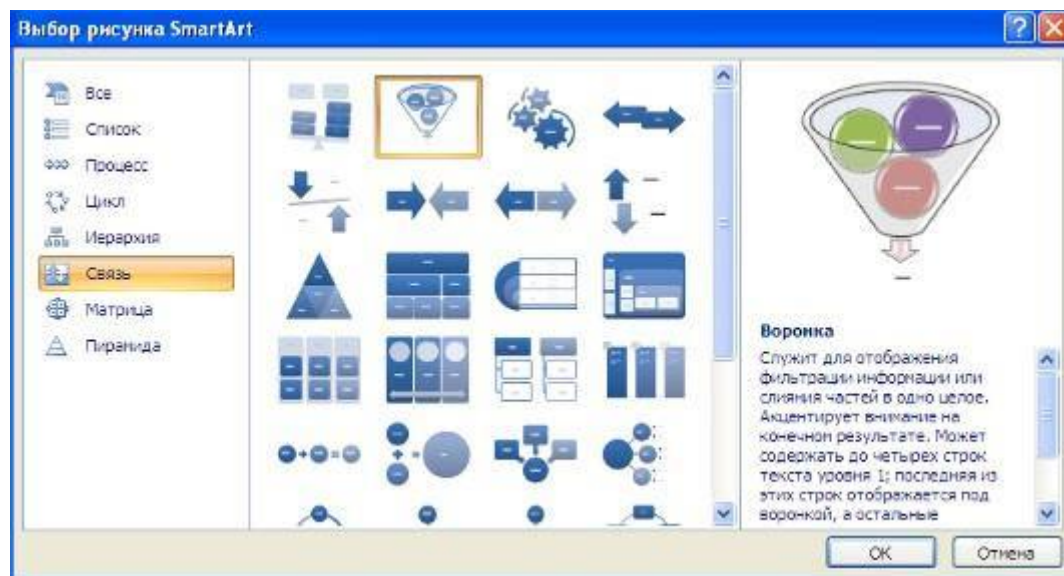 Выбор рисунка SmartArt
Все
Список
Процесс
Цикл
Иерархия
Связь
Матрица
Пирамида
Воронка
Служит для отображения
фильтрации информации или
слияния частей в одно целое.
Акцентирует внимание на
конечном результате. Может
содержать до четырех строк
текста уровня 1; последняя из
этих строк отображается под
воронкой, а остальные
ОК
Отмена